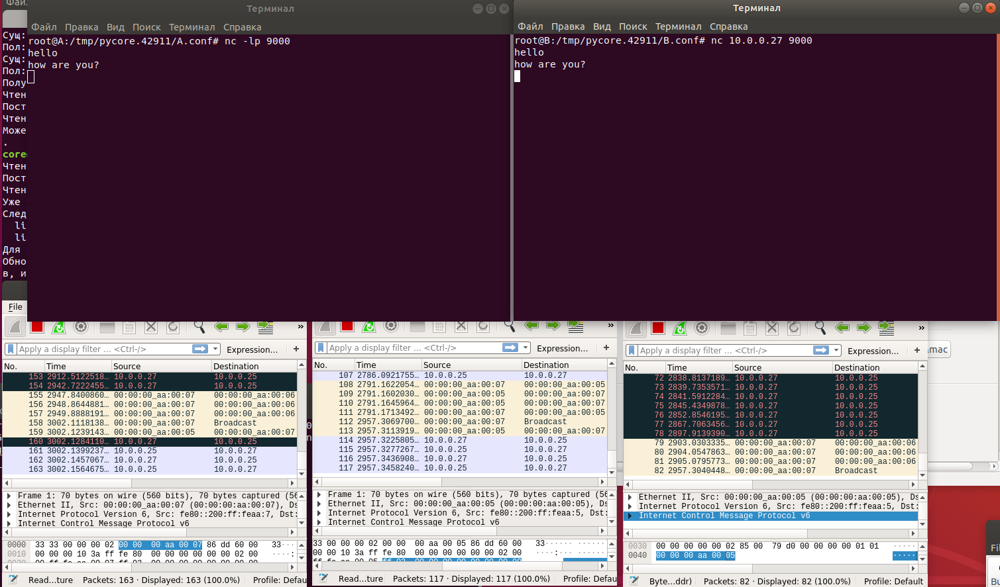 Файл
Терминал
Файл Правка Вид Поиск Терминал Справка
root@A:/tmp/pycore.42911/A.conf# nc -lp 9000
hello
how are you?
Терминал
Файл Правка Вид Поиск Терминал Справка
root@B:/tmp/pycore.42911/B.conf# nc 10.0.0.27 9000
hello
how are you?
Сущ:
Пол:
Сущ:
Пол:
Полу
Чтен
Пост
Чтен
Може
.
core
Чтен
Пост
Чтен
Уже
След
li
li
Для
Обно
в, и
File
»
Apply a display filter ... <Ctrl-/> Expression… +
No. Time Source Destination
153 2912.5122518… 10.0.0.27 10.0.0.25
154 2942.7222455… 10.0.0.27 10.0.0.25
155 2947.8400860… 00:00:00_aa:00:07 00:00:00_aa:00:06
156 2948.8644881… 00:00:00_aa:00:07 00:00:00_aa:00:06
157 2949.8888191… 00:00:00_aa:00:07 00:00:00_aa:00:06
158 3002.1118138… 00:00:00_aa:00:07 Broadcast
159 3002.1239143… 00:00:00_aa:00:05 00:00:00_aa:00:07
160 3002.1284110… 10.0.0.27 10.0.0.25
161 3002.1399237… 10.0.0.25 10.0.0.27
162 3002.1457067… 10.0.0.27 10.0.0.25
163 3002.1564675… 10.0.0.25 10.0.0.27
Frame 1: 70 bytes on wire (560 bits), 70 bytes captured (56
Ethernet II, Src: 00:00:00_aa:00:07 (00:00:00:aa:00:07), Ds
Internet Protocol Version 6, Src: fe80::200:ff:feaa:7, Dst:
Internet Control Message Protocol v6
0000 33 33 00 00 00 02 00 00 00 aa 00 07 86 dd 60 00 33····
0010 00 00 00 10 3a ff fe 80 00 00 00 00 00 00 02 00 ····:
Read…ture Packets: 163 · Displayed: 163 (100.0%) Profile: Defau
»
Apply a display filter ... <Ctrl-/> Expression… +
No. Time Source Destination
107 2786.0921755… 10.0.0.25 10.0.0.27
108 2791.1622054… 00:00:00_aa:00:07 00:00:00_aa:00:05
109 2791.1602030… 00:00:00_aa:00:05 00:00:00_aa:00:07
110 2791.1645964… 00:00:00_aa:00:05 00:00:00_aa:00:07
111 2791.1713492… 00:00:00_aa:00:07 00:00:00_aa:00:05
112 2957.3069700… 00:00:00_aa:00:07 Broadcast
113 2957.3113919… 00:00:00_aa:00:05 00:00:00_aa:00:07
114 2957.3225805… 10.0.0.27 10.0.0.25
115 2957.3277267… 10.0.0.25 10.0.0.27
116 2957.3436908… 10.0.0.27 10.0.0.25
117 2957.3458240… 10.0.0.25 10.0.0.27
Frame 1: 70 bytes on wire (560 bits), 70 bytes captured (56
Ethernet II, Src: 00:00:00_aa:00:05 (00:00:00:aa:00:05), Ds
Internet Protocol Version 6, Src: fe80::200:ff:feaa:5, Dst:
Internet Control Message Protocol v6
33 00 00 00 02 00 00 00 aa 00 05 86 dd 60 00 33······ ······
00 00 10 3a ff fe 80 00 00 00 00 00 00 02 00 ····:··· ·······
Read…ture Packets: 117 · Displayed: 117 (100.0%) Profile: Defau
»
mac
Apply a display filter ... <Ctrl-/> Expression… +
No. Time Source Destination
72 2838.8137189… 10.0.0.27 10.0.0.25
73 2839.7353571… 10.0.0.27 10.0.0.25
74 2841.5912284… 10.0.0.27 10.0.0.25
75 2845.4349878… 10.0.0.27 10.0.0.25
76 2852.8546195… 10.0.0.27 10.0.0.25
77 2867.7063456… 10.0.0.27 10.0.0.25
78 2897.9139390… 10.0.0.27 10.0.0.25
79 2903.0303335… 00:00:00_aa:00:07 00:00:00_aa:00:06
80 2904.0547863… 00:00:00_aa:00:07 00:00:00_aa:00:06
81 2905.0795773… 00:00:00_aa:00:07 00:00:00_aa:00:06
82 2957.3040448… 00:00:00_aa:00:07 Broadcast
Ethernet II, Src: 00:00:00_aa:00:05 (00:00:00:aa:00:05), Ds
Internet Protocol Version 6, Src: fe80::200:ff:feaa:5, Dst:
Internet Control Message Protocol v6
0030 00 00 00 00 00 02 85 00 79 d0 00 00 00 00 01 01 ·····
0040 00 00 00 aa 00 05 ·····
Byte…ddr) Packets: 82 · Displayed: 82 (100.0%) Profile: Default
Fil
Bu